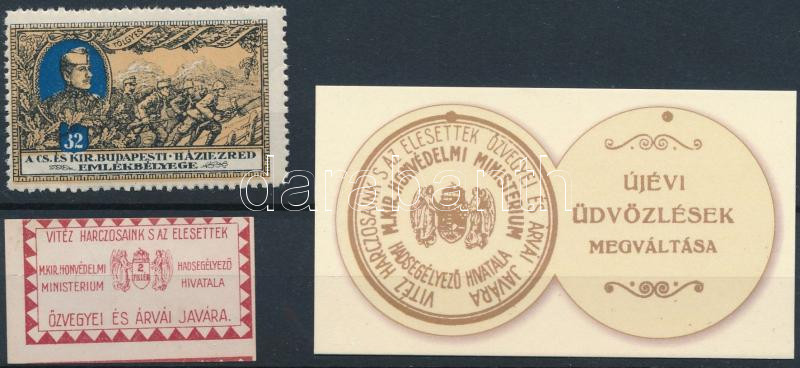 TÖLGYES
32
A CS. ÉS KIR. BUDAPESTI · HÁZIEZRED
EMLÉKBÉLYEGE
VITÉZ HARCZOSAINK S AZ ELESETTEK
M.KIR. HONVÉDELMI
MINISTERIUM
2
FILLÉR
HADSEGÉLYEZŐ
HIVATALA
ÖZVEGYEI ÉS ÁRVÁI JAVÁRA.
VITÉZ HARCZOSAINK S AZ ELESETTEK ÖZVEGYEI ÉS ÁRVÁI JAVÁRA
M.KIR. HONVÉDELMI MINISTERIUM
HADSEGÉLYEZŐ HIVATALA
ÚJÉVI
ÜDVÖZLÉSEK
MEGVÁLTÁSA
darabanth